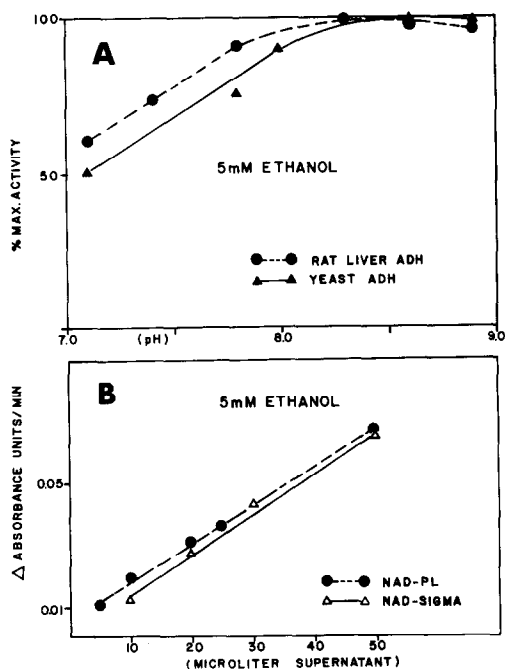 100
A
% MAX. ACTIVITY
50
5mM ETHANOL
RAT LIVER ADH
YEAST ADH
7.0
(pH)
8.0
9.0
B
5mM ETHANOL
△ ABSORBANCE UNITS/MIN
0.05
0.01
NAD-PL
NAD-SIGMA
10
20
30
40
50
(MICROLITER SUPERNATANT)